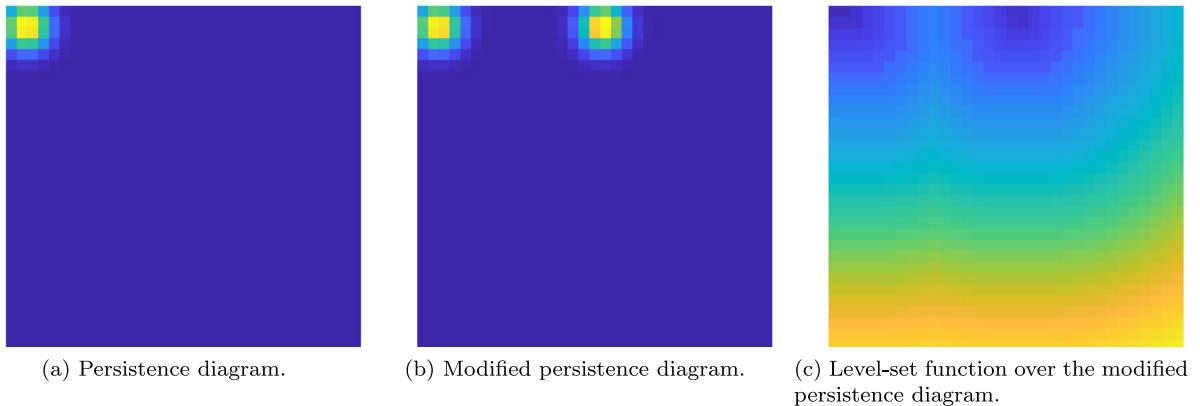 (a) Persistence diagram.
(b) Modified persistence diagram.
(c) Level-set function over the modified
persistence diagram.